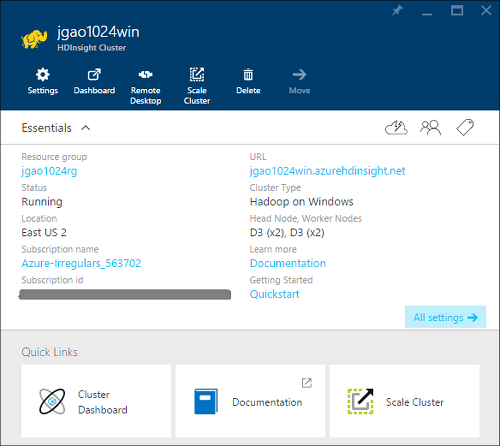 jgao1024win
HDInsight Cluster
Settings
Dashboard
Remote
Desktop
Scale
Cluster
Delete
Move
Essentials
Resource group
jgao1024rg
Status
Running
Location
East US 2
Subscription name
Azure-Irregulars_563702
Subscription id
URL
jgao1024win.azurehdinsight.net
Cluster Type
Hadoop on Windows
Head Node, Worker Nodes
D3 (x2), D3 (x2)
Learn more
Documentation
Getting Started
Quickstart
All settings
Quick Links
Cluster
Dashboard
Documentation
Scale Cluster